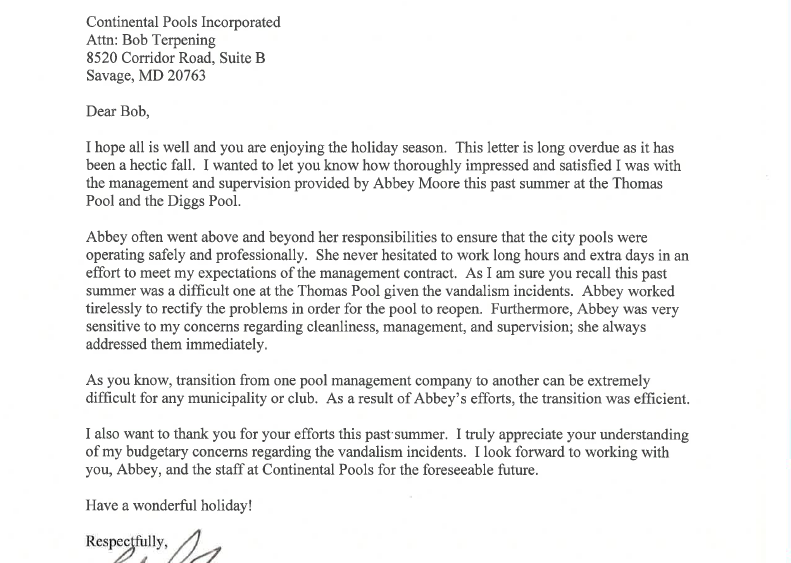 Continental Pools Incorporated
Attn: Bob Terpening
8520 Corridor Road, Suite B
Savage, MD 20763
Dear Bob,
I hope all is well and you are enjoying the holiday season. This letter is long overdue as it has
been a hectic fall. I wanted to let you know how thoroughly impressed and satisfied I was with
the management and supervision provided by Abbey Moore this past summer at the Thomas
Pool and the Diggs Pool.
Abbey often went above and beyond her responsibilities to ensure that the city pools were
operating safely and professionally. She never hesitated to work long hours and extra days in an
effort to meet my expectations of the management contract. As I am sure you recall this past
summer was a difficult one at the Thomas Pool given the vandalism incidents. Abbey worked
tirelessly to rectify the problems in order for the pool to reopen. Furthermore, Abbey was very
sensitive to my concerns regarding cleanliness, management, and supervision; she always
addressed them immediately.
As you know, transition from one pool management company to another can be extremely
difficult for any municipality or club. As a result of Abbey's efforts, the transition was efficient.
I also want to thank you for your efforts this past summer. I truly appreciate your understanding
of my budgetary concerns regarding the vandalism incidents. I look forward to working with
you, Abbey, and the staff at Continental Pools for the foreseeable future.
Have a wonderful holiday!
Respectfully,